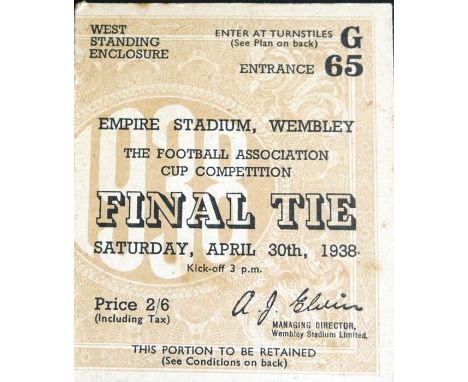 WEST
STANDING
ENCLOSURE
ENTER AT TURNSTILES G
(See Plan on back)
ENTRANCE 65
1938
EMPIRE STADIUM, WEMBLEY
THE FOOTBALL ASSOCIATION
CUP COMPETITION
FINAL TIE
SATURDAY, APRIL 30th, 1938
Kick-off 3 p.m.
Price 2/6
(Including Tax)
A. J. Elvin
MANAGING DIRECTOR,
Wembley Stadium Limited.
THIS PORTION TO BE RETAINED
(See Conditions on back)